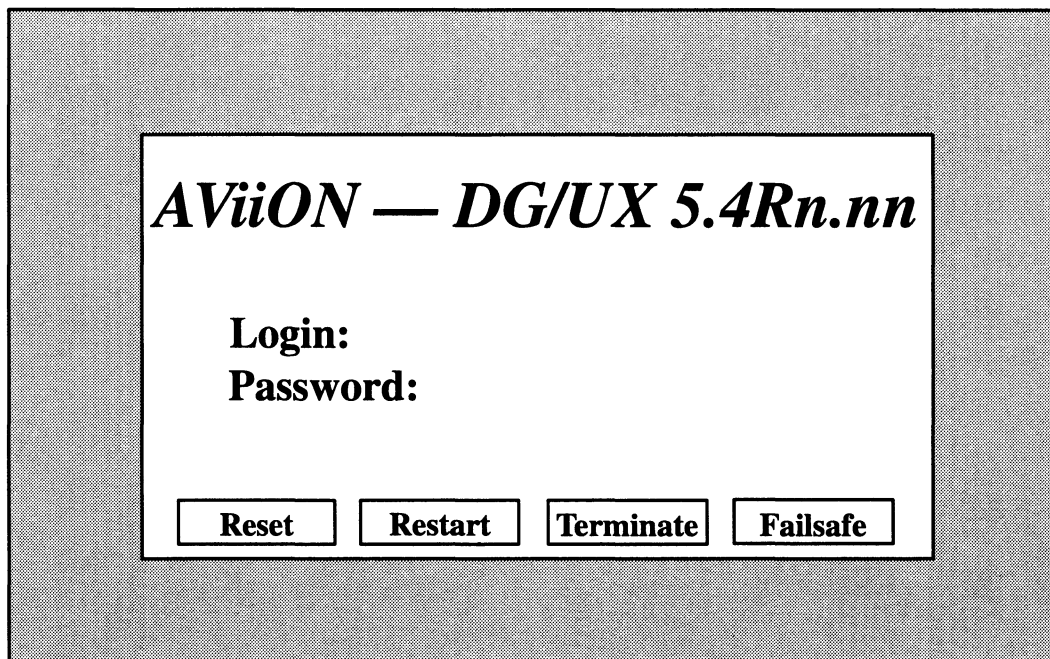 AViiON — DG/UX 5.4Rn.nn
Login:
Password:
Reset Restart Terminate Failsafe